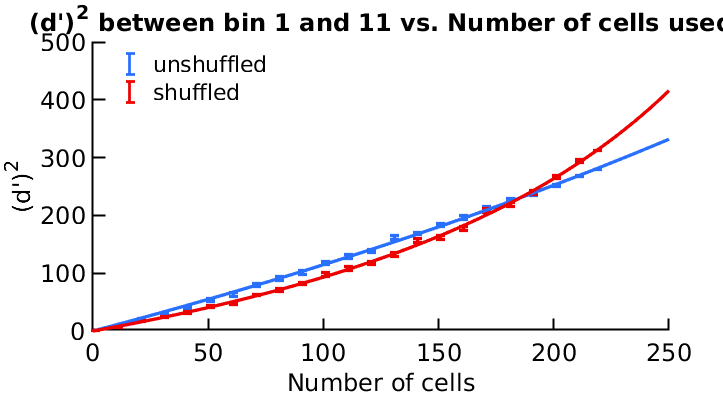 (d')² between bin 1 and 11 vs. Number of cells used
500
400
300
200
100
0
(d')²
unshuffled
shuffled
0 50 100 150 200 250
Number of cells